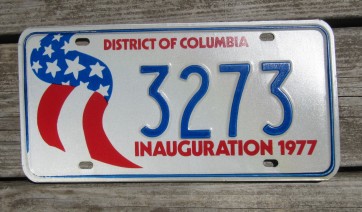 DISTRICT OF COLUMBIA
3273
INAUGURATION 1977